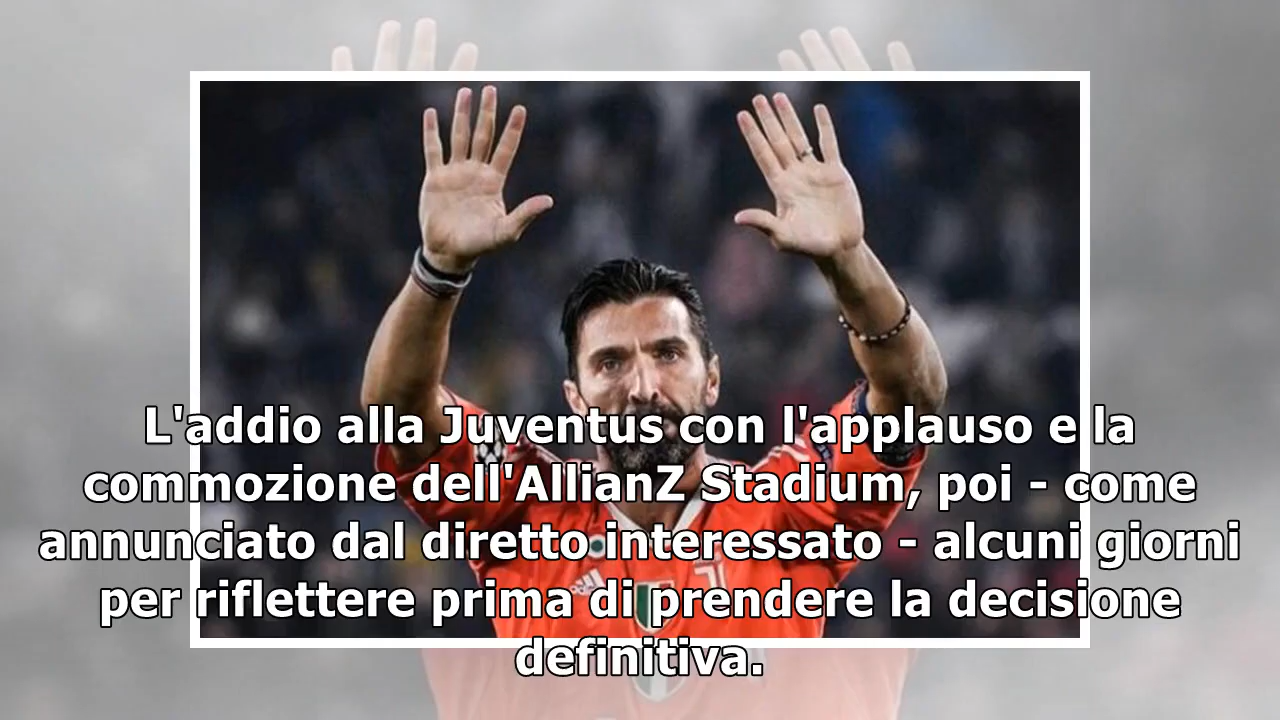 L'addio alla Juventus con l'applauso e la
commozione dell'AllianZ Stadium, poi - come
annunciato dal diretto interessato - alcuni giorni
per riflettere prima di prendere la decisione
definitiva.